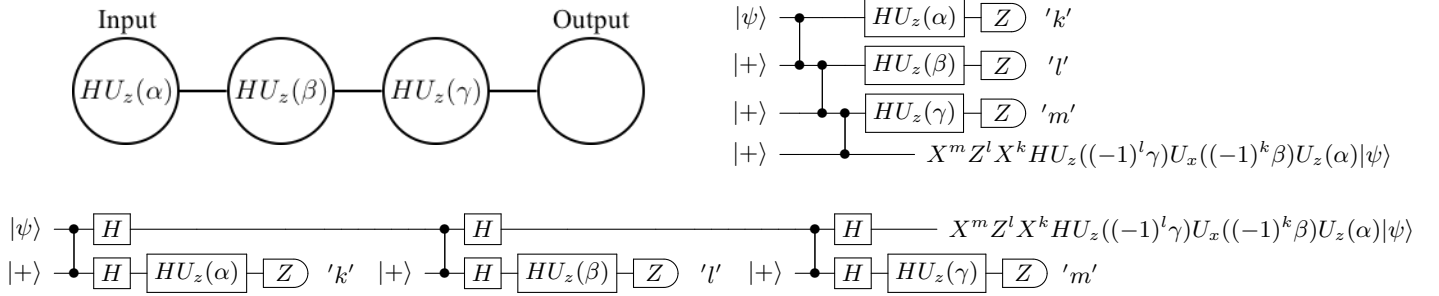 Input Output
HU_z(α) HU_z(β) HU_z(γ)
|ψ⟩ HU_z(α) Z 'k'
|+⟩ HU_z(β) Z 'l'
|+⟩ HU_z(γ) Z 'm'
|+⟩ X^m Z^l X^k HU_z((-1)^l γ)U_x((-1)^k β)U_z(α)|ψ⟩
|ψ⟩ H H H X^m Z^l X^k HU_z((-1)^l γ)U_x((-1)^k β)U_z(α)|ψ⟩
|+⟩ H HU_z(α) Z 'k' |+⟩ H HU_z(β) Z 'l' |+⟩ H HU_z(γ) Z 'm'